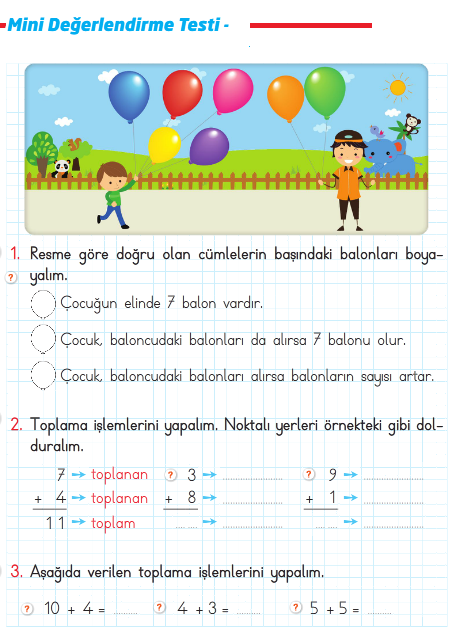 Mini Değerlendirme Testi -
1. Resme göre doğru olan cümlelerin başındaki balonları boya-
? yalım.
Çocuğun elinde 7 balon vardır.
Çocuk, baloncudaki balonları da alırsa 7 balonu olur.
Çocuk, baloncudaki balonları alırsa balonların sayısı artar.
2. Toplama işlemlerini yapalım. Noktalı yerleri örnekteki gibi dol-
duralım.
7 → toplanan ? 3 → .................... ? 9 → ....................
+ 4 → toplanan + 8 → .................... + 1 → ....................
11 → toplam ... ... → .................... ... ... → ....................
3. Aşağıda verilen toplama işlemlerini yapalım.
? 10 + 4 = ........ ? 4 + 3 = ........ ? 5 + 5 = ........